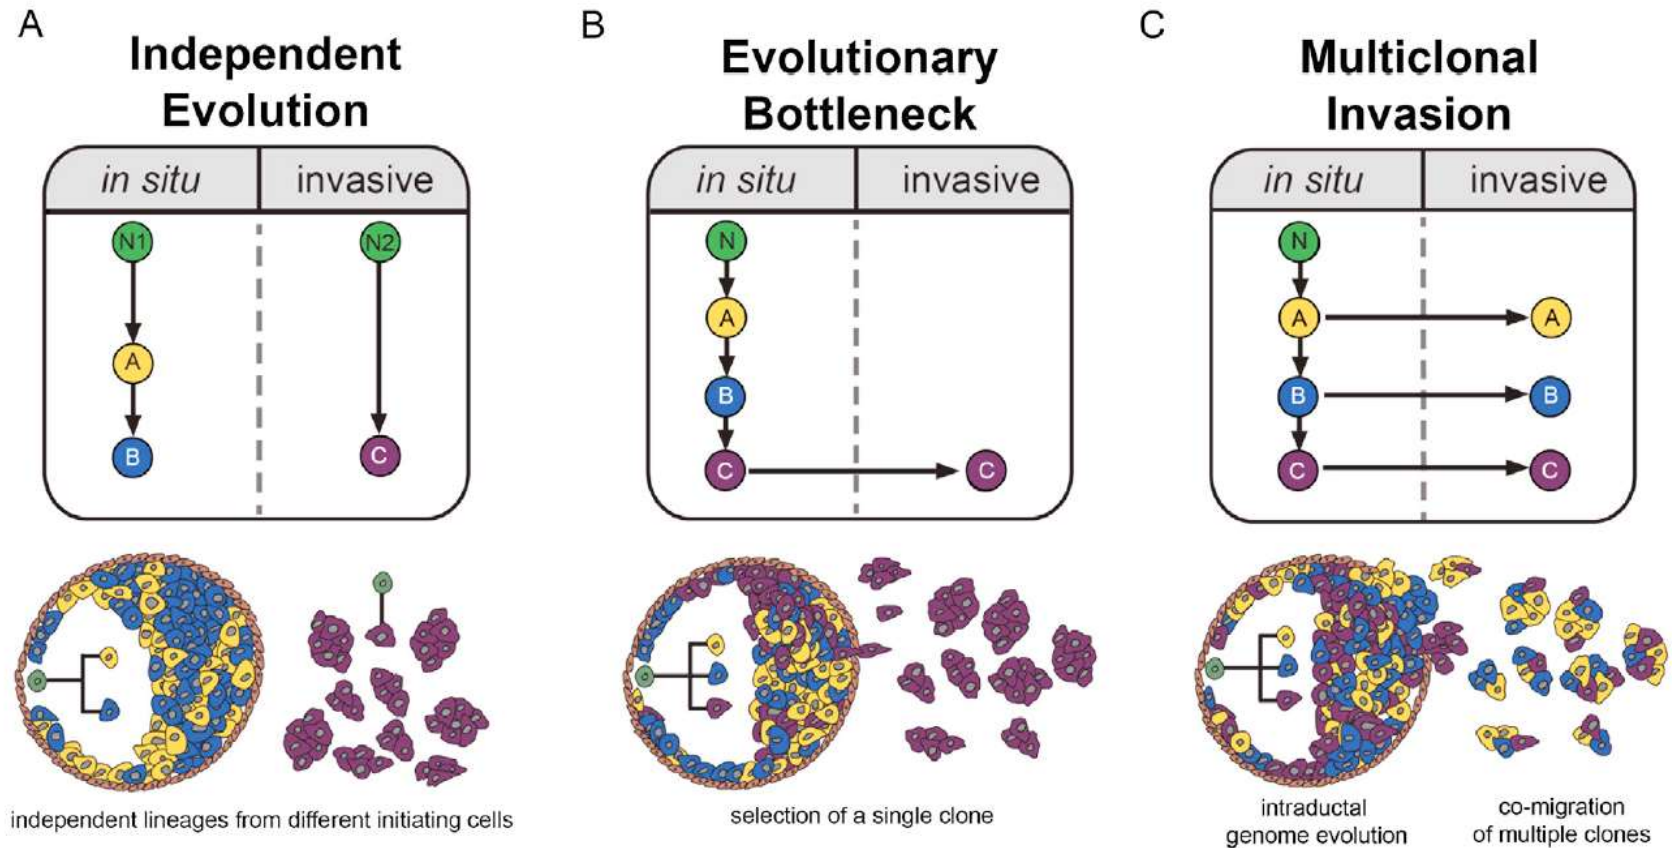 A
Independent
Evolution
in situ
invasive
N1
N2
A
B
C
independent lineages from different initiating cells
B
Evolutionary
Bottleneck
in situ
invasive
N
A
B
C
C
selection of a single clone
C
Multiclonal
Invasion
in situ
invasive
N
A
A
B
B
C
C
intraductal
genome evolution
co-migration
of multiple clones